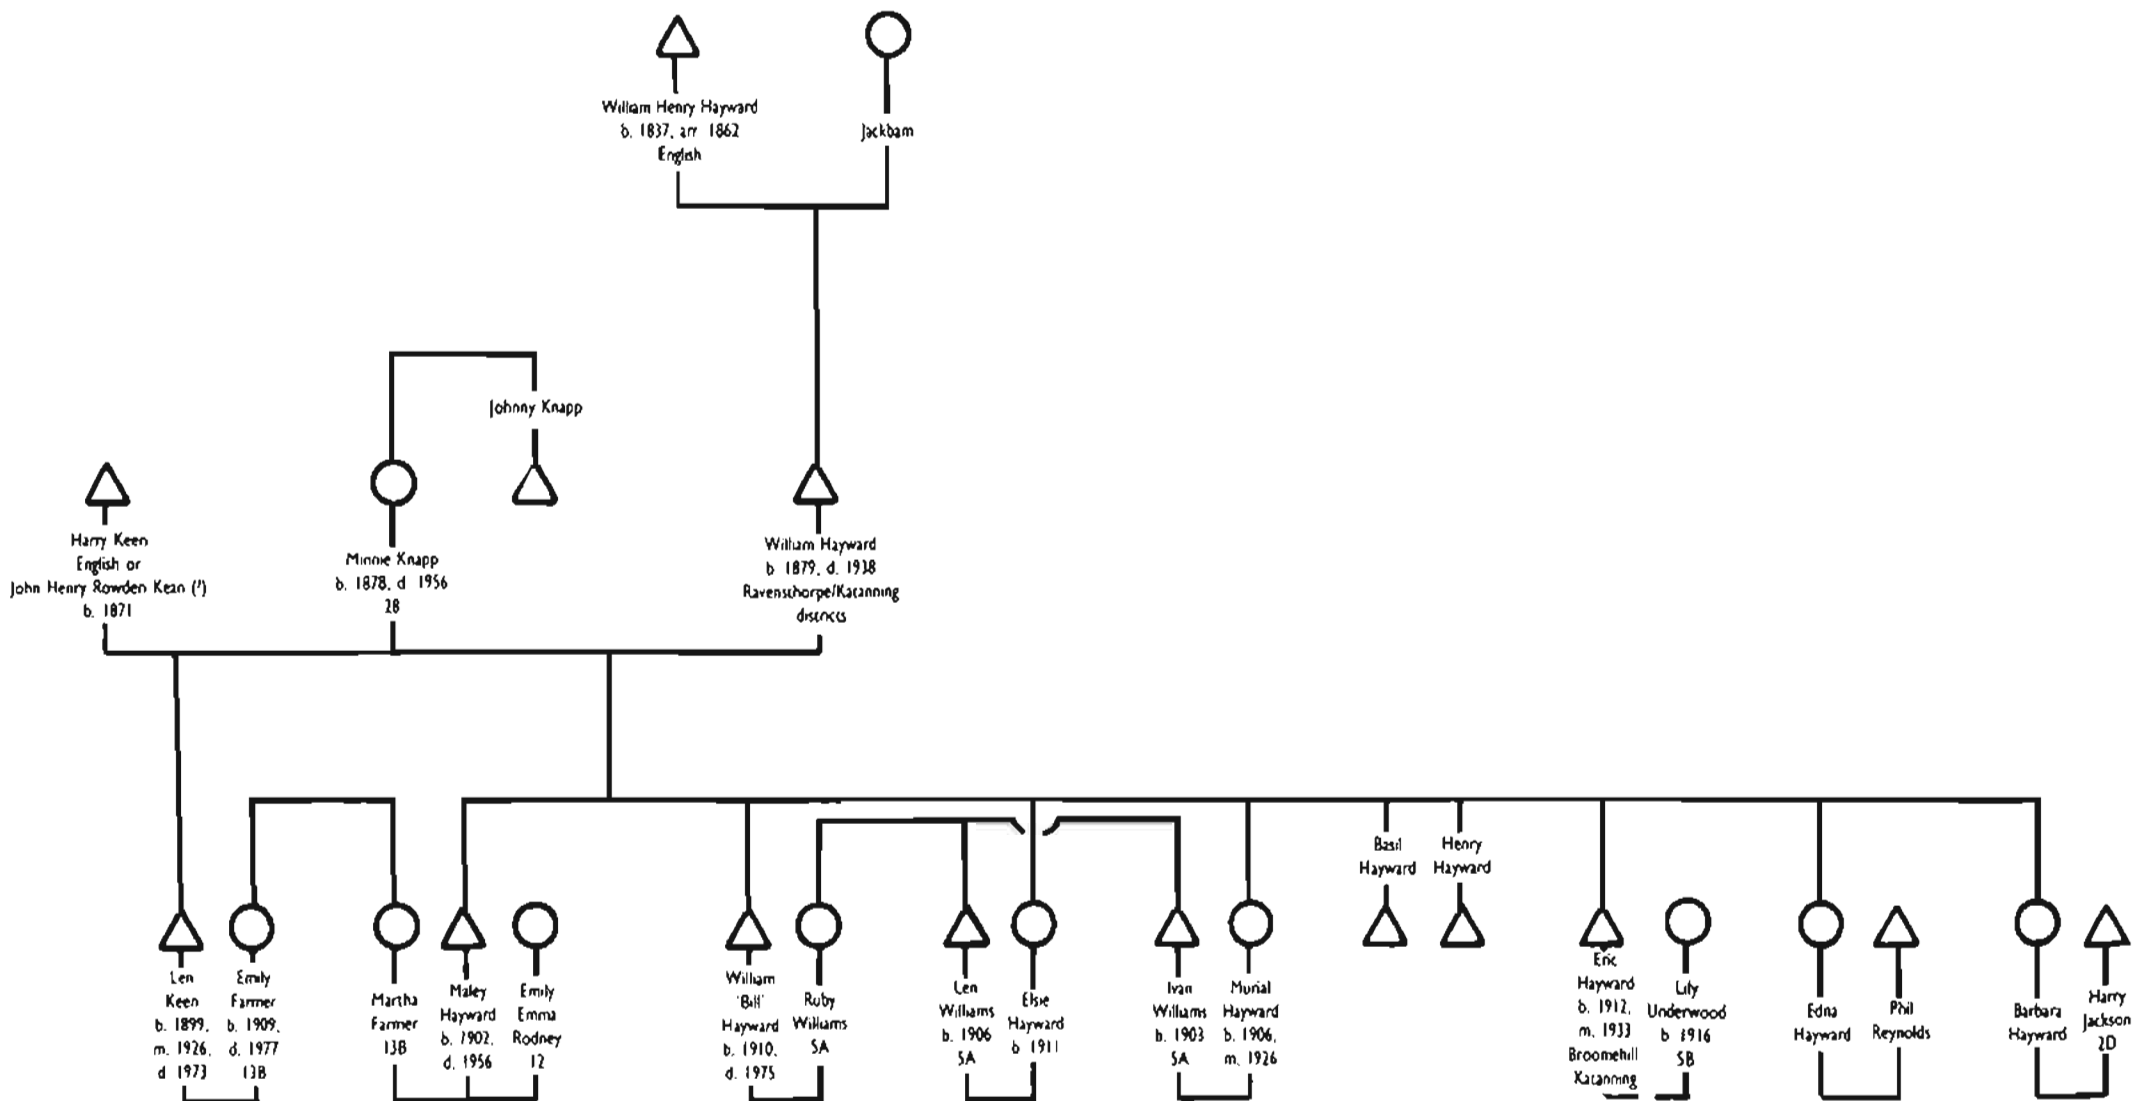 William Henry Hayward
b. 1837, arr 1862
English
Jackbam
Johnny Knapp
Harry Keen
English or
John Henry Rowden Kean (?)
b. 1871
Minnie Knapp
b. 1878, d 1956
2B
William Hayward
b 1879, d. 1938
Ravensthorpe/Katanning
districts
Basil
Hayward
Henry
Hayward
Len
Keen
b. 1899,
m. 1926,
d 1973
Emily
Farmer
b. 1909,
d. 1977
13B
Martha
Farmer
13B
Maley
Hayward
b. 1902,
d. 1956
Emily
Emma
Rodney
12
William
'Bill'
Hayward
b. 1910,
d. 1975
Ruby
Williams
5A
Len
Williams
b. 1906
5A
Elsie
Hayward
b 1911
Ivan
Williams
b. 1903
5A
Murial
Hayward
b. 1906,
m. 1926
Eric
Hayward
b. 1912,
m. 1933
Broomehill
Katanning
Lily
Underwood
b 1916
5B
Edna
Hayward
Phil
Reynolds
Barbara
Hayward
Harry
Jackson
2D